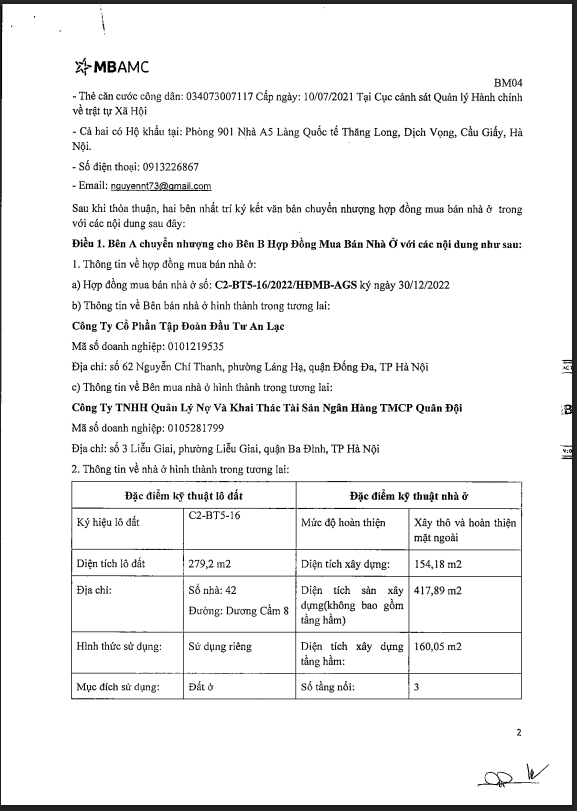 MBAMC
BM04
- Thẻ căn cước công dân: 034073007117 Cấp ngày: 10/07/2021 Tại Cục cảnh sát Quản lý Hành chính
về trật tự Xã Hội
- Cả hai có Hộ khẩu tại: Phòng 901 Nhà A5 Làng Quốc tế Thăng Long, Dịch Vọng, Cầu Giấy, Hà
Nội.
- Số điện thoại: 0913226867
- Email: nguyennt73@gmail.com
Sau khi thỏa thuận, hai bên nhất trí ký kết văn bản chuyển nhượng hợp đồng mua bán nhà ở trong
với các nội dung sau đây:
Điều 1. Bên A chuyển nhượng cho Bên B Hợp Đồng Mua Bán Nhà Ở với các nội dung như sau:
1. Thông tin về hợp đồng mua bán nhà ở:
a) Hợp đồng mua bán nhà ở số: C2-BT5-16/2022/HĐMB-AGS ký ngày 30/12/2022
b) Thông tin về Bên bán nhà ở hình thành trong tương lai:
Công Ty Cổ Phần Tập Đoàn Đầu Tư An Lạc
Mã số doanh nghiệp: 0101219535
Địa chỉ: số 62 Nguyễn Chí Thanh, phường Láng Hạ, quận Đống Đa, TP Hà Nội
c) Thông tin về Bên mua nhà ở hình thành trong tương lai:
Công Ty TNHH Quản Lý Nợ Và Khai Thác Tài Sản Ngân Hàng TMCP Quân Đội
Mã số doanh nghiệp: 0105281799
Địa chỉ: số 3 Liễu Giai, phường Liễu Giai, quận Ba Đình, TP Hà Nội
2. Thông tin về nhà ở hình thành trong tương lai:
Đặc điểm kỹ thuật lô đất Đặc điểm kỹ thuật nhà ở
Ký hiệu lô đất C2-BT5-16 Mức độ hoàn thiện Xây thô và hoàn thiện
mặt ngoài
Diện tích lô đất 279,2 m2 Diện tích xây dựng: 154,18 m2
Địa chỉ: Số nhà: 42 Diện tích sàn xây 417,89 m2
Đường: Dương Cầm 8 dựng(không bao gồm
tầng hầm)
Hình thức sử dụng: Sử dụng riêng Diện tích xây dựng 160,05 m2
tầng hầm:
Mục đích sử dụng: Đất ở Số tầng nổi: 3
2